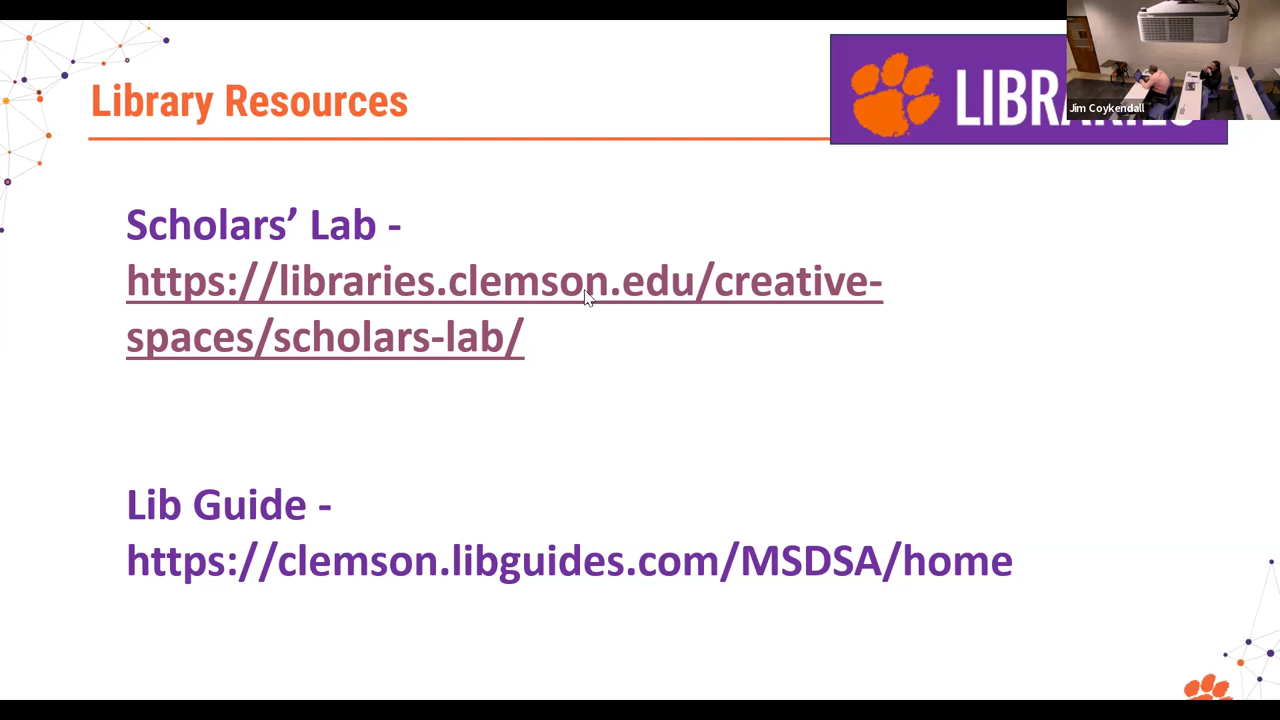 Library Resources
LIBRARIES
Jim Coykendall
Scholars’ Lab -
https://libraries.clemson.edu/creative-
spaces/scholars-lab/
Lib Guide -
https://clemson.libguides.com/MSDSA/home